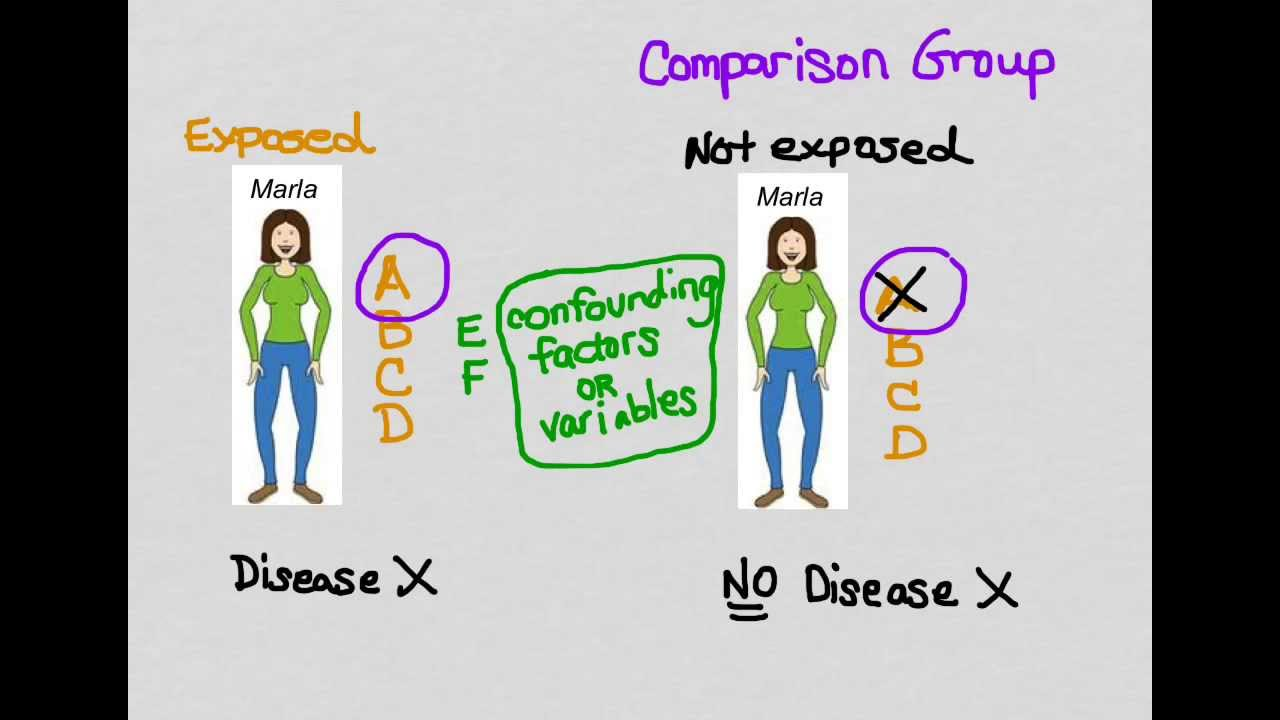 Comparison Group
Exposed
Not exposed
Marla
A
B
C
D
E
F
confounding
factors
OR
variables
Marla
A
B
C
D
Disease X
NO Disease X